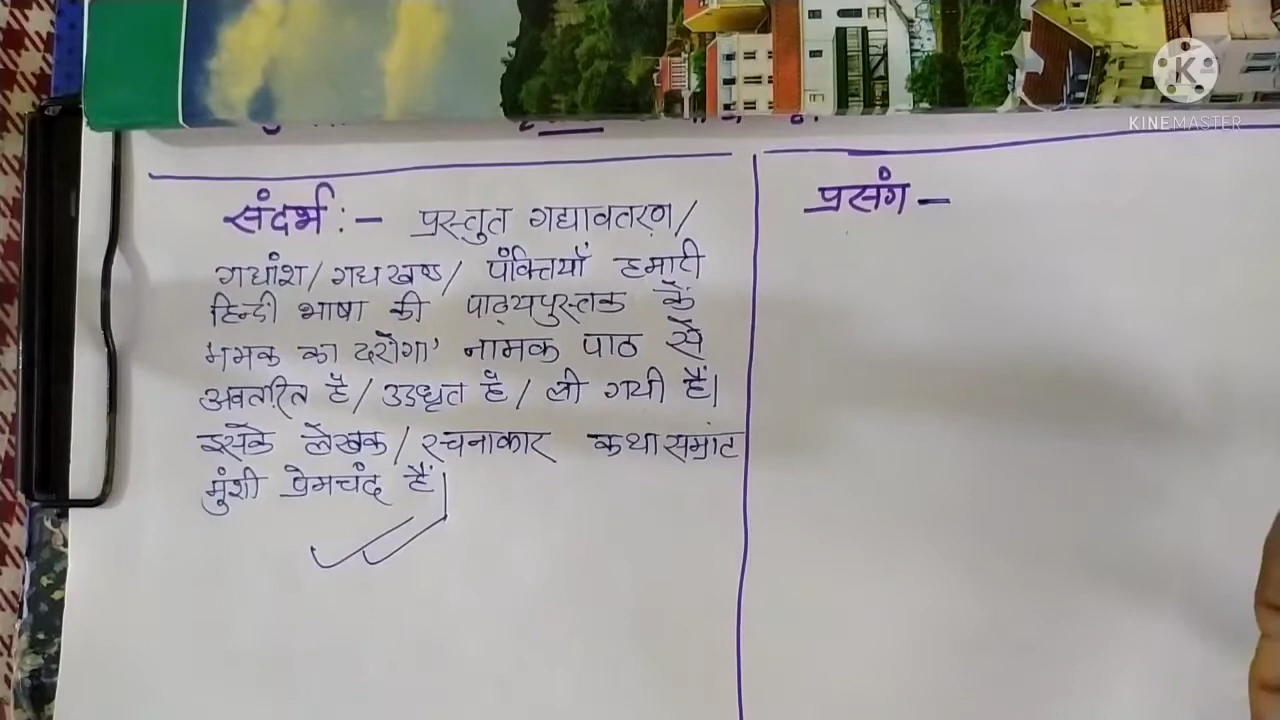 संदर्भ :- प्रस्तुत गद्यावतरण /
गद्यांश / गद्यखण्ड / पंक्तियाँ हमारी
हिन्दी भाषा की पाठ्यपुस्तक के
'नमक का दरोगा' नामक पाठ से
अवतरित है / उद्धृत है / ली गयी हैं।
इसके लेखक / रचनाकार कथासम्राट
मुंशी प्रेमचंद हैं।
प्रसंग -
K
KINEMASTER